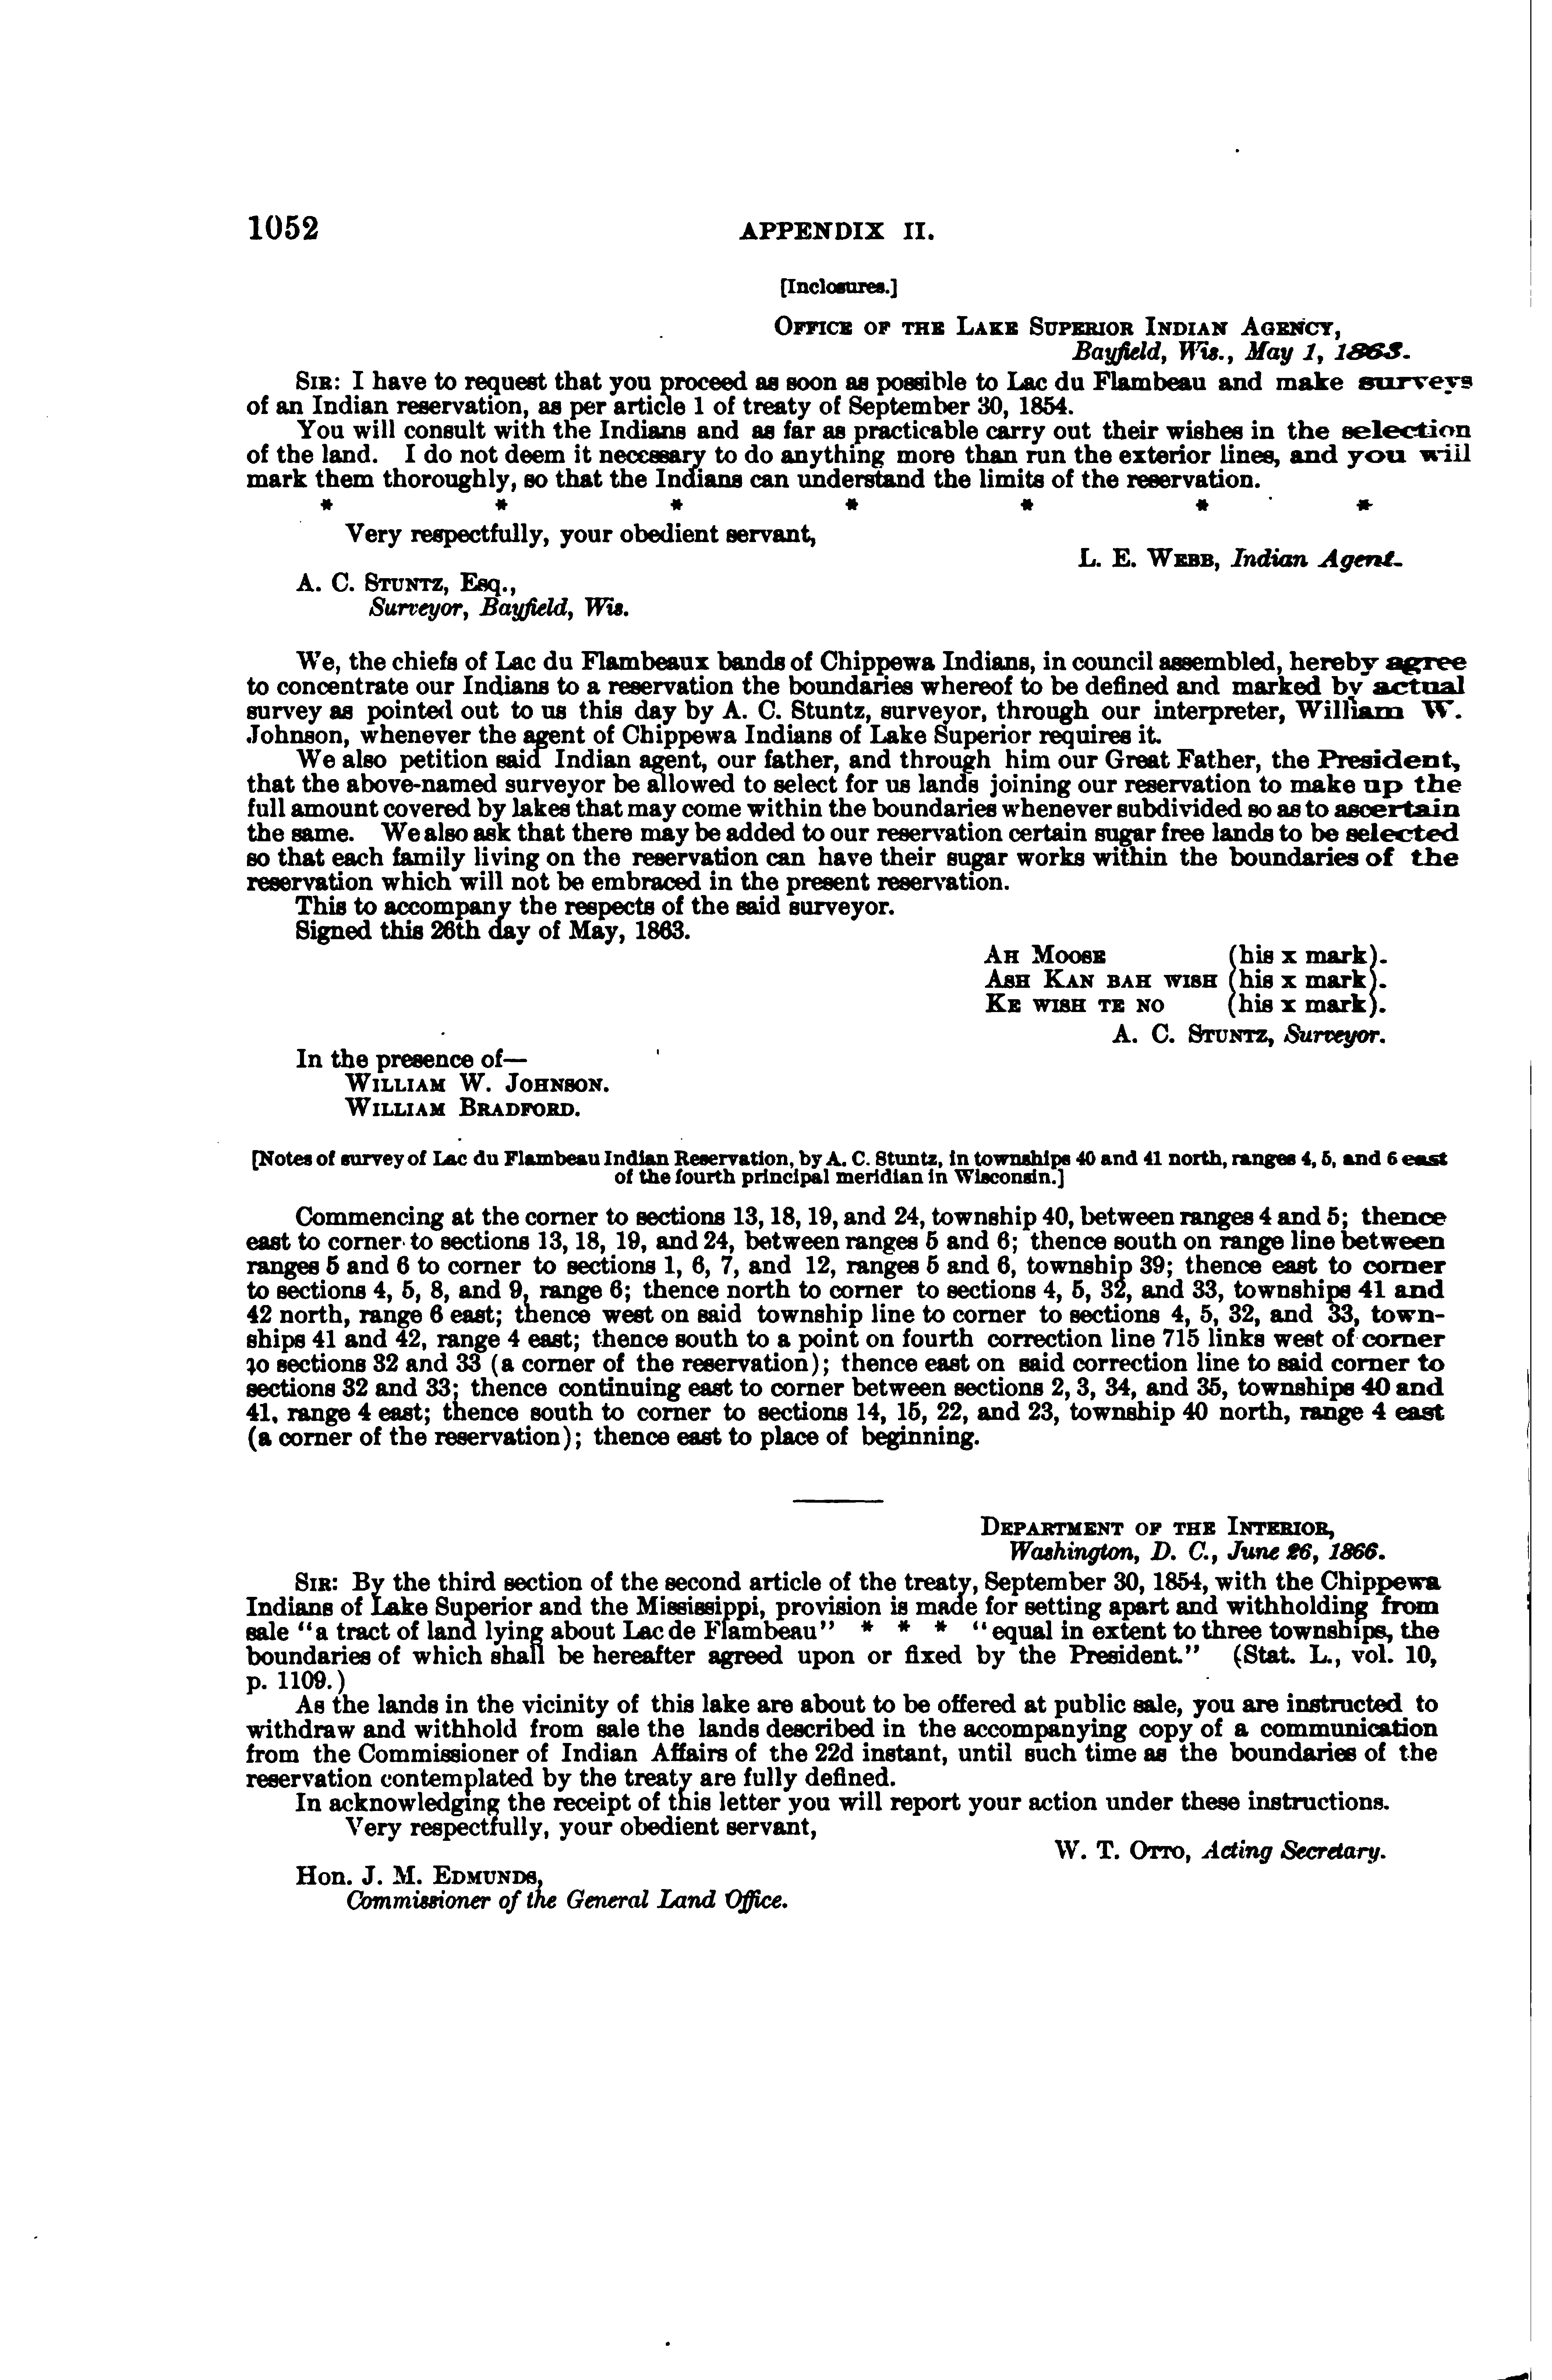 1052 APPENDIX II.
[Inclosures.]
OFFICE OF THE LAKE SUPERIOR INDIAN AGENCY,
Bayfield, Wis., May 1, 1863.
SIR: I have to request that you proceed as soon as possible to Lac du Flambeau and make surveys
of an Indian reservation, as per article 1 of treaty of September 30, 1854.
You will consult with the Indians and as far as practicable carry out their wishes in the selection
of the land. I do not deem it necessary to do anything more than run the exterior lines, and you will
mark them thoroughly, so that the Indians can understand the limits of the reservation.
* * * * * * *
Very respectfully, your obedient servant,
L. E. WEBB, Indian Agent.
A. C. STUNTZ, Esq.,
Surveyor, Bayfield, Wis.
We, the chiefs of Lac du Flambeaux bands of Chippewa Indians, in council assembled, hereby agree
to concentrate our Indians to a reservation the boundaries whereof to be defined and marked by actual
survey as pointed out to us this day by A. C. Stuntz, surveyor, through our interpreter, William W.
Johnson, whenever the agent of Chippewa Indians of Lake Superior requires it.
We also petition said Indian agent, our father, and through him our Great Father, the President,
that the above-named surveyor be allowed to select for us lands joining our reservation to make up the
full amount covered by lakes that may come within the boundaries whenever subdivided so as to ascertain
the same. We also ask that there may be added to our reservation certain sugar free lands to be selected
so that each family living on the reservation can have their sugar works within the boundaries of the
reservation which will not be embraced in the present reservation.
This to accompany the respects of the said surveyor.
Signed this 26th day of May, 1863.
AH MOOSE (his x mark).
ASH KAN BAH WISH (his x mark).
KE WISH TE NO (his x mark).
A. C. STUNTZ, Surveyor.
In the presence of—
WILLIAM W. JOHNSON.
WILLIAM BRADFORD.
[Notes of survey of Lac du Flambeau Indian Reservation, by A. C. Stuntz, in townships 40 and 41 north, ranges 4, 5, and 6 east
of the fourth principal meridian in Wisconsin.]
Commencing at the corner to sections 13, 18, 19, and 24, township 40, between ranges 4 and 5; thence
east to corner to sections 13, 18, 19, and 24, between ranges 5 and 6; thence south on range line between
ranges 5 and 6 to corner to sections 1, 6, 7, and 12, ranges 5 and 6, township 39; thence east to corner
to sections 4, 5, 8, and 9, range 6; thence north to corner to sections 4, 5, 32, and 33, townships 41 and
42 north, range 6 east; thence west on said township line to corner to sections 4, 5, 32, and 33, town-
ships 41 and 42, range 4 east; thence south to a point on fourth correction line 715 links west of corner
to sections 32 and 33 (a corner of the reservation); thence east on said correction line to said corner to
sections 32 and 33; thence continuing east to corner between sections 2, 3, 34, and 35, townships 40 and
41, range 4 east; thence south to corner to sections 14, 15, 22, and 23, township 40 north, range 4 east
(a corner of the reservation); thence east to place of beginning.
DEPARTMENT OF THE INTERIOR,
Washington, D. C., June 26, 1866.
SIR: By the third section of the second article of the treaty, September 30, 1854, with the Chippewa
Indians of Lake Superior and the Mississippi, provision is made for setting apart and withholding from
sale "a tract of land lying about Lac de Flambeau" * * * "equal in extent to three townships, the
boundaries of which shall be hereafter agreed upon or fixed by the President." (Stat. L., vol. 10,
p. 1109.)
As the lands in the vicinity of this lake are about to be offered at public sale, you are instructed to
withdraw and withhold from sale the lands described in the accompanying copy of a communication
from the Commissioner of Indian Affairs of the 22d instant, until such time as the boundaries of the
reservation contemplated by the treaty are fully defined.
In acknowledging the receipt of this letter you will report your action under these instructions.
Very respectfully, your obedient servant,
W. T. OTTO, Acting Secretary.
Hon. J. M. EDMUNDS,
Commissioner of the General Land Office.